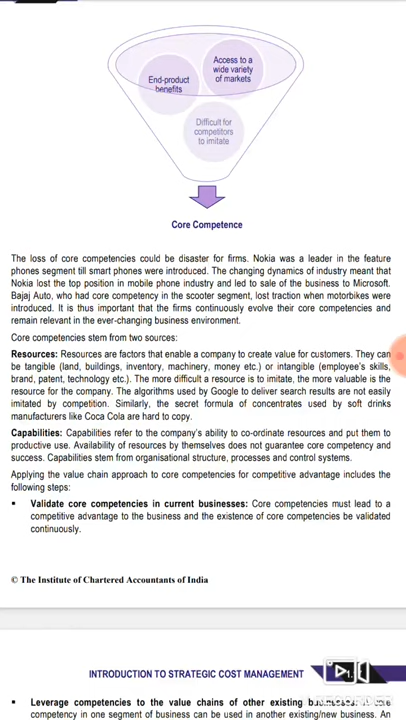 Access to a
wide variety
of markets
End-product
benefits
Difficult for
competitors
to imitate
Core Competence
The loss of core competencies could be disaster for firms. Nokia was a leader in the feature
phones segment till smart phones were introduced. The changing dynamics of industry meant that
Nokia lost the top position in mobile phone industry and led to sale of the business to Microsoft.
Bajaj Auto, who had core competency in the scooter segment, lost traction when motorbikes were
introduced. It is thus important that the firms continuously evolve their core competencies and
remain relevant in the ever-changing business environment.
Core competencies stem from two sources:
Resources: Resources are factors that enable a company to create value for customers. They can
be tangible (land, buildings, inventory, machinery, money etc.) or intangible (employee's skills,
brand, patent, technology etc.). The more difficult a resource is to imitate, the more valuable is the
resource for the company. The algorithms used by Google to deliver search results are not easily
imitated by competition. Similarly, the secret formula of concentrates used by soft drinks
manufacturers like Coca Cola are hard to copy.
Capabilities: Capabilities refer to the company's ability to co-ordinate resources and put them to
productive use. Availability of resources by themselves does not guarantee core competency and
success. Capabilities stem from organisational structure, processes and control systems.
Applying the value chain approach to core competencies for competitive advantage includes the
following steps:
▪ Validate core competencies in current businesses: Core competencies must lead to a
competitive advantage to the business and the existence of core competencies be validated
continuously.
© The Institute of Chartered Accountants of India
INTRODUCTION TO STRATEGIC COST MANAGEMENT
▪ Leverage competencies to the value chains of other existing businesses: A core
competency in one segment of business can be used in another existing/new business. An